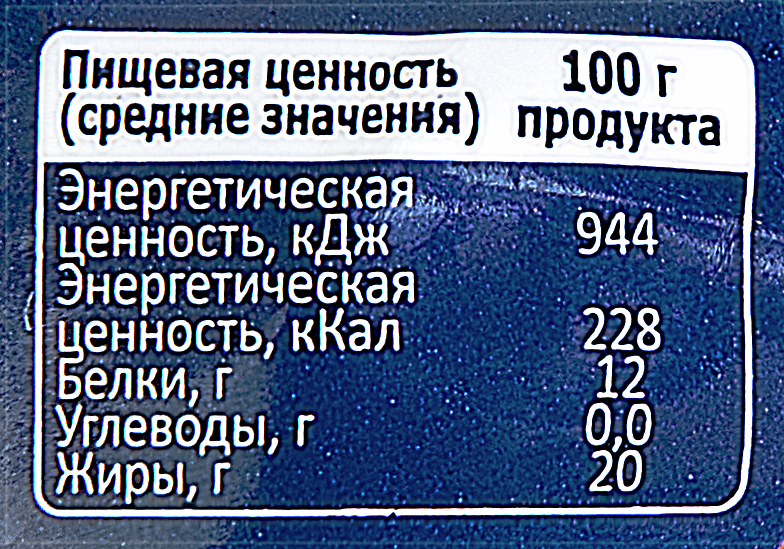 Пищевая ценность 100 г
(средние значения) продукта
Энергетическая
ценность, кДж 944
Энергетическая
ценность, кКал 228
Белки, г 12
Углеводы, г 0,0
Жиры, г 20